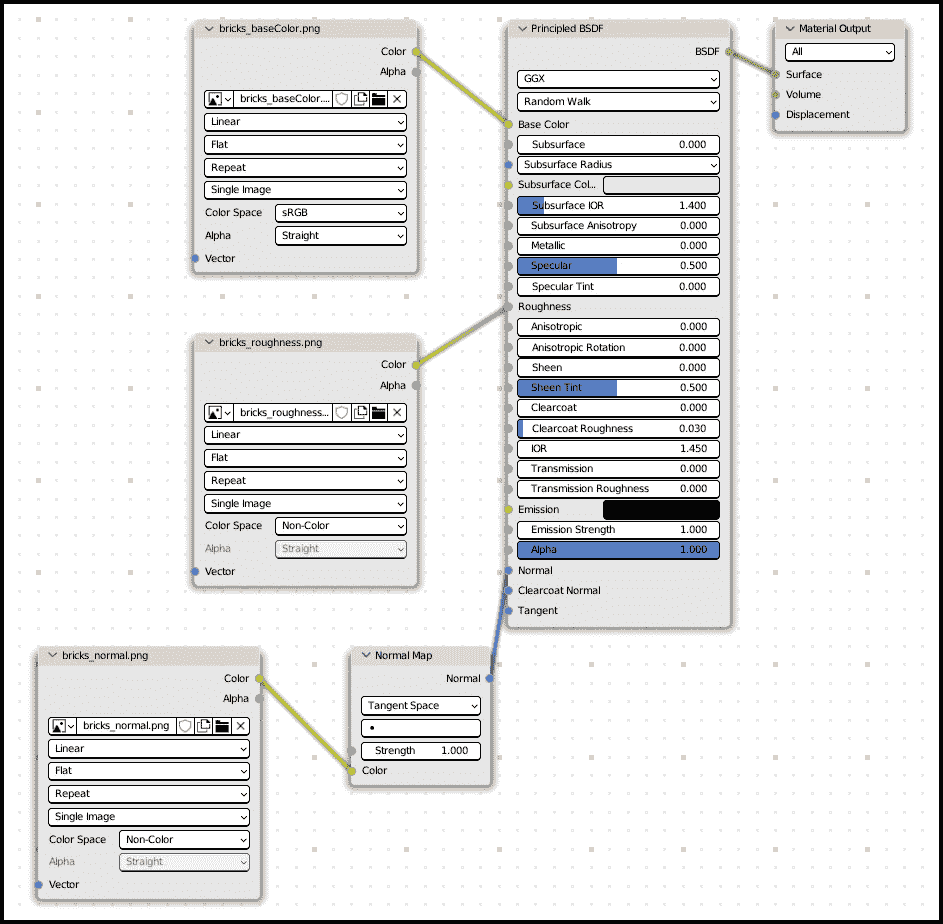 bricks_baseColor.png
Color
Alpha
bricks_baseColor....
Linear
Flat
Repeat
Single Image
Color Space sRGB
Alpha Straight
Vector
bricks_roughness.png
Color
Alpha
bricks_roughness...
Linear
Flat
Repeat
Single Image
Color Space Non-Color
Alpha Straight
Vector
bricks_normal.png
Color
Alpha
bricks_normal.png
Linear
Flat
Repeat
Single Image
Color Space Non-Color
Alpha Straight
Vector
Normal Map
Normal
Tangent Space
Strength 1.000
Color
Principled BSDF
BSDF
GGX
Random Walk
Base Color
Subsurface 0.000
Subsurface Radius
Subsurface Col...
Subsurface IOR 1.400
Subsurface Anisotropy 0.000
Metallic 0.000
Specular 0.500
Specular Tint 0.000
Roughness
Anisotropic 0.000
Anisotropic Rotation 0.000
Sheen 0.000
Sheen Tint 0.500
Clearcoat 0.000
Clearcoat Roughness 0.030
IOR 1.450
Transmission 0.000
Transmission Roughness 0.000
Emission
Emission Strength 1.000
Alpha 1.000
Normal
Clearcoat Normal
Tangent
Material Output
All
Surface
Volume
Displacement